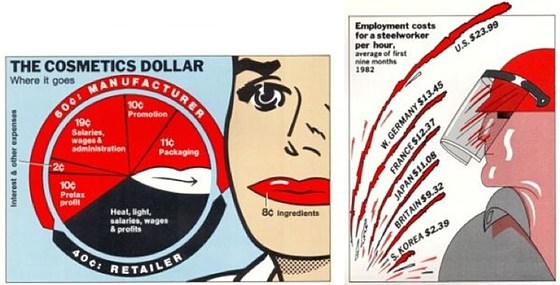 THE COSMETICS DOLLAR
Where it goes
60¢: MANUFACTURER
10¢
Promotion
19¢
Salaries,
wages &
administration
11¢
Packaging
2¢
Interest & other expenses
10¢
Pretax
profit
8¢ Ingredients
Heat, light,
salaries, wages
& profits
40¢: RETAILER
Employment costs
for a steelworker
per hour,
average of first
nine months
1982
U.S. $23.99
W. GERMANY $13.45
FRANCE $12.37
JAPAN $11.08
BRITAIN $9.32
S. KOREA $2.39